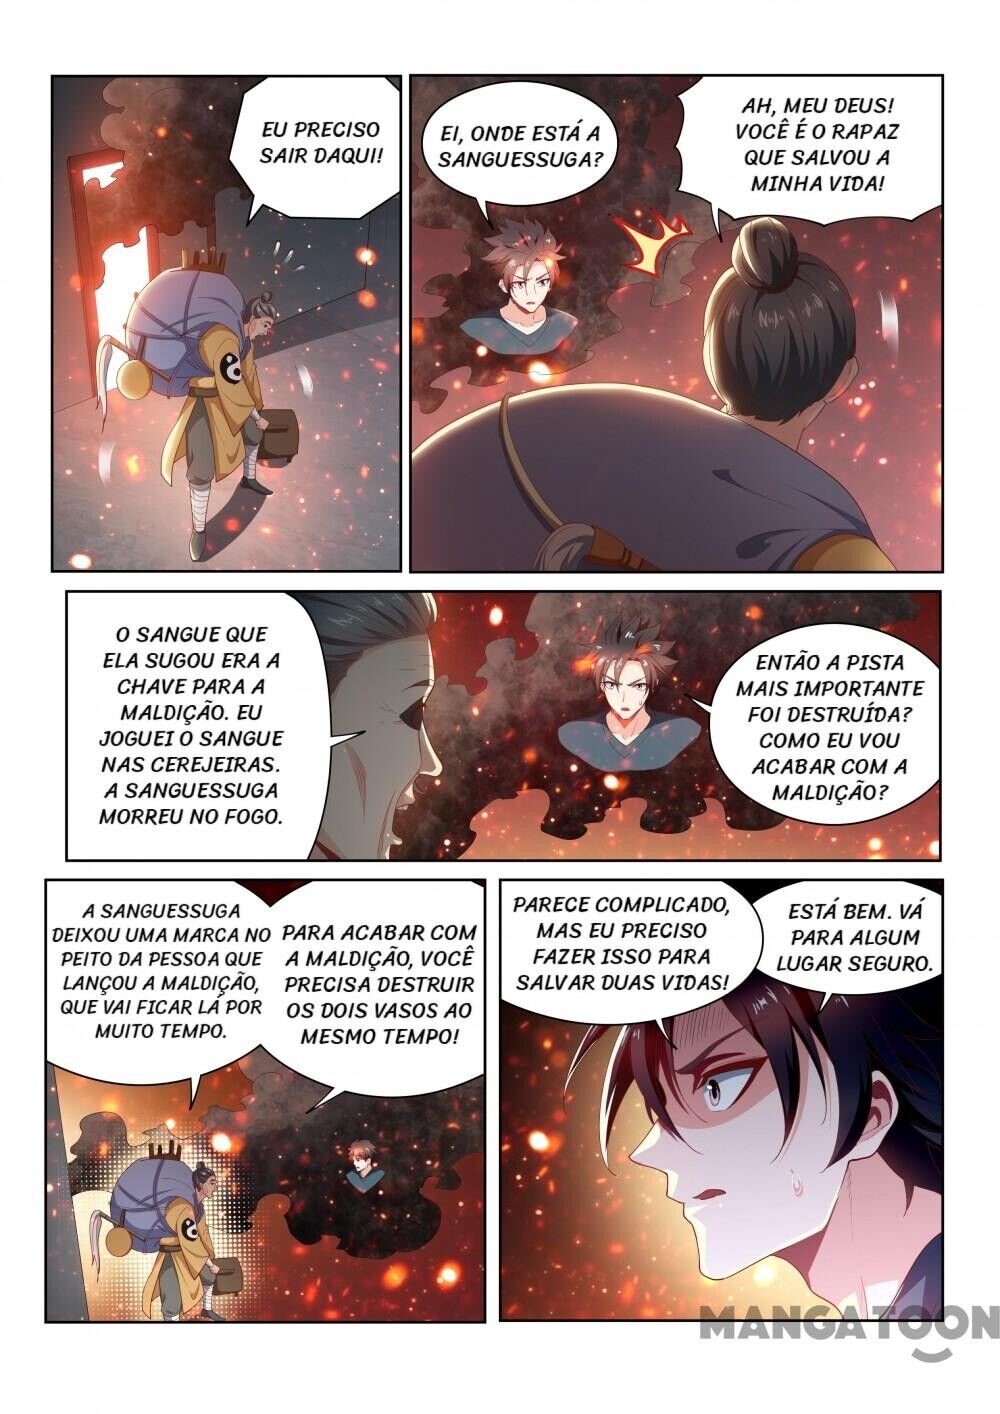 EU PRECISO
SAIR DAQUI!
EI, ONDE ESTÁ A
SANGUESSUGA?
AH, MEU DEUS!
VOCÊ É O RAPAZ
QUE SALVOU A
MINHA VIDA!
O SANGUE QUE
ELA SUGOU ERA A
CHAVE PARA A
MALDIÇÃO. EU
JOGUEI O SANGUE
NAS CEREJEIRAS.
A SANGUESSUGA
MORREU NO FOGO.
ENTÃO A PISTA
MAIS IMPORTANTE
FOI DESTRUÍDA?
COMO EU VOU
ACABAR COM A
MALDIÇÃO?
A SANGUESSUGA
DEIXOU UMA MARCA NO
PEITO DA PESSOA QUE
LANÇOU A MALDIÇÃO,
QUE VAI FICAR LÁ POR
MUITO TEMPO.
PARA ACABAR COM
A MALDIÇÃO, VOCÊ
PRECISA DESTRUIR
OS DOIS VASOS AO
MESMO TEMPO!
PARECE COMPLICADO,
MAS EU PRECISO
FAZER ISSO PARA
SALVAR DUAS VIDAS!
ESTÁ BEM. VÁ
PARA ALGUM
LUGAR SEGURO.
MANGATOON